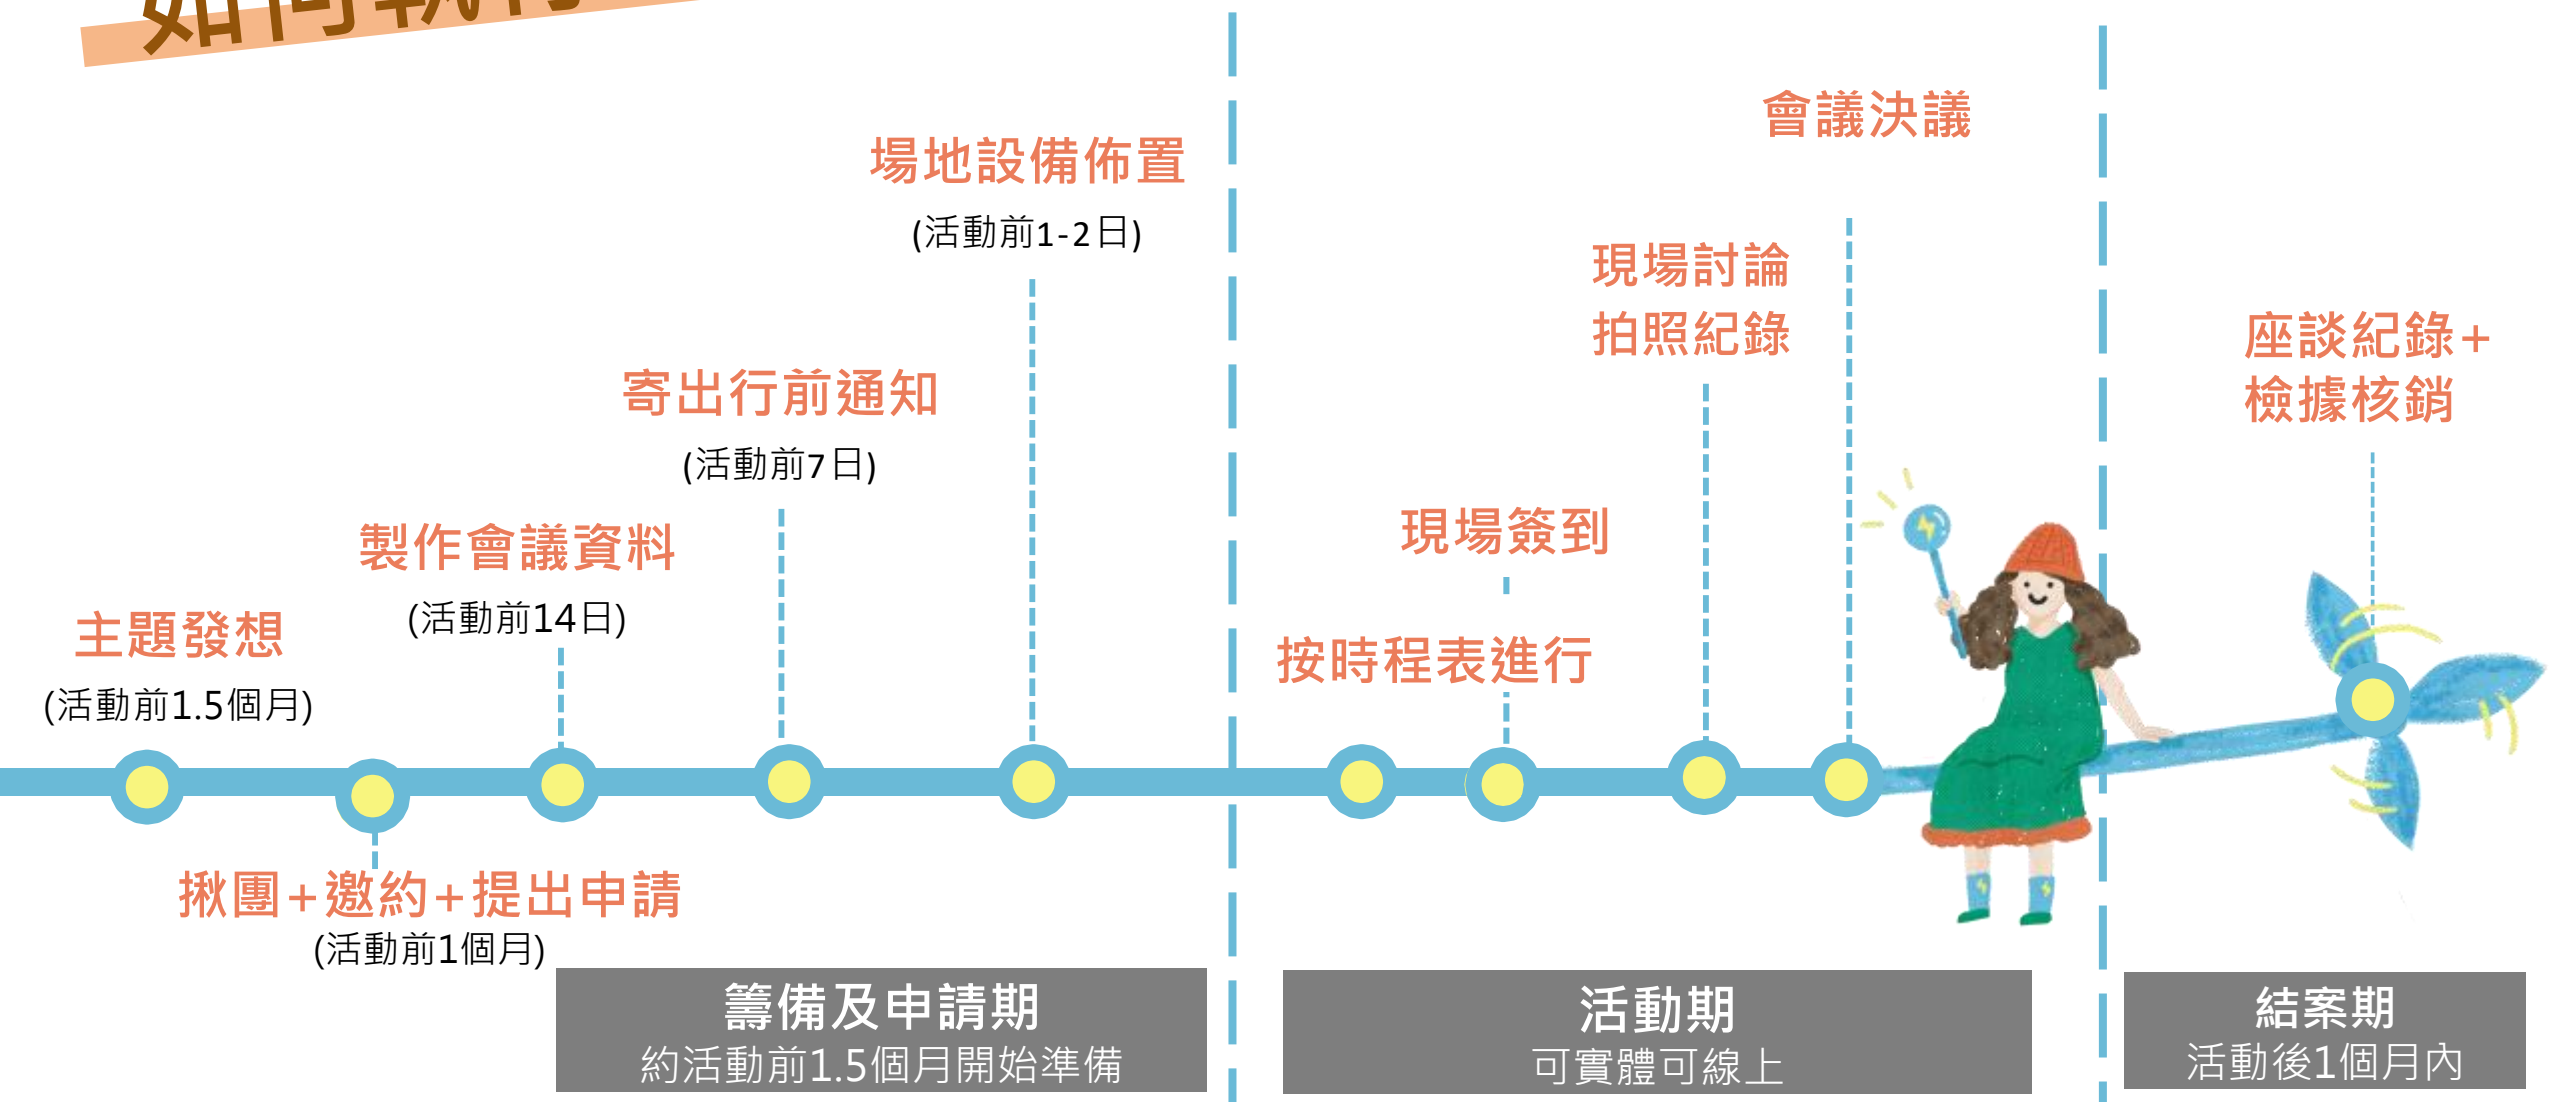 如何執行
主題發想
(活動前1.5個月)
揪團+邀約+提出申請
(活動前1個月)
製作會議資料
(活動前14日)
寄出行前通知
(活動前7日)
場地設備佈置
(活動前1-2日)
籌備及申請期
約活動前1.5個月開始準備
現場簽到
按時程表進行
現場討論
拍照紀錄
會議決議
活動期
可實體可線上
座談紀錄+
檢據核銷
結案期
活動後1個月內